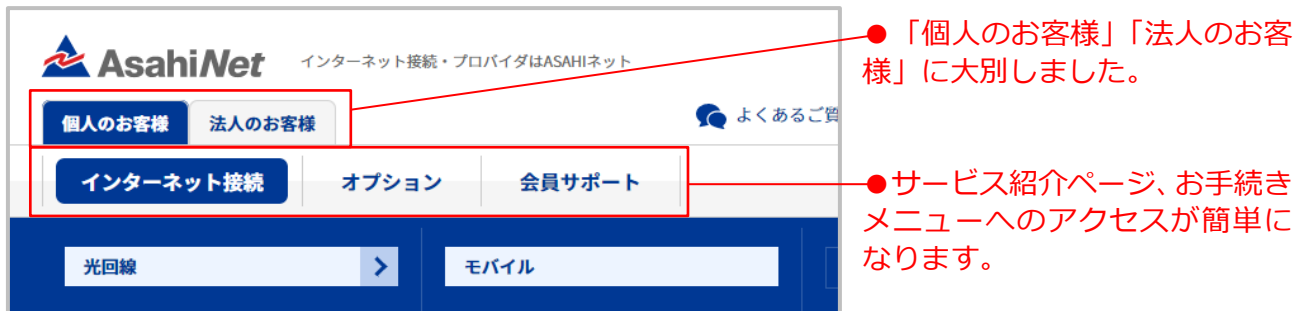 AsahiNet インターネット接続・プロバイダはASAHIネット
個人のお客様 法人のお客様 よくあるご質
インターネット接続 オプション 会員サポート
光回線 モバイル
●「個人のお客様」「法人のお客
様」に大別しました。
●サービス紹介ページ、お手続き
メニューへのアクセスが簡単に
なります。